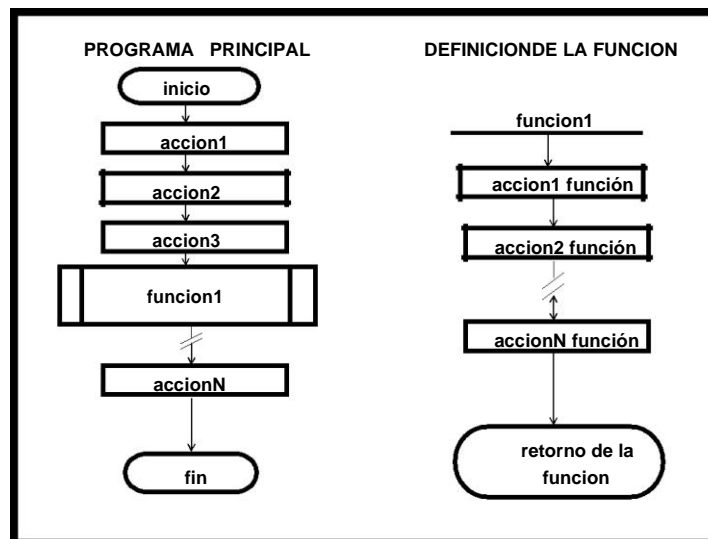 PROGRAMA PRINCIPAL
inicio
accion1
accion2
accion3
funcion1
accionN
fin
DEFINICIONDE LA FUNCION
funcion1
accion1 función
accion2 función
accionN función
retorno de la
funcion